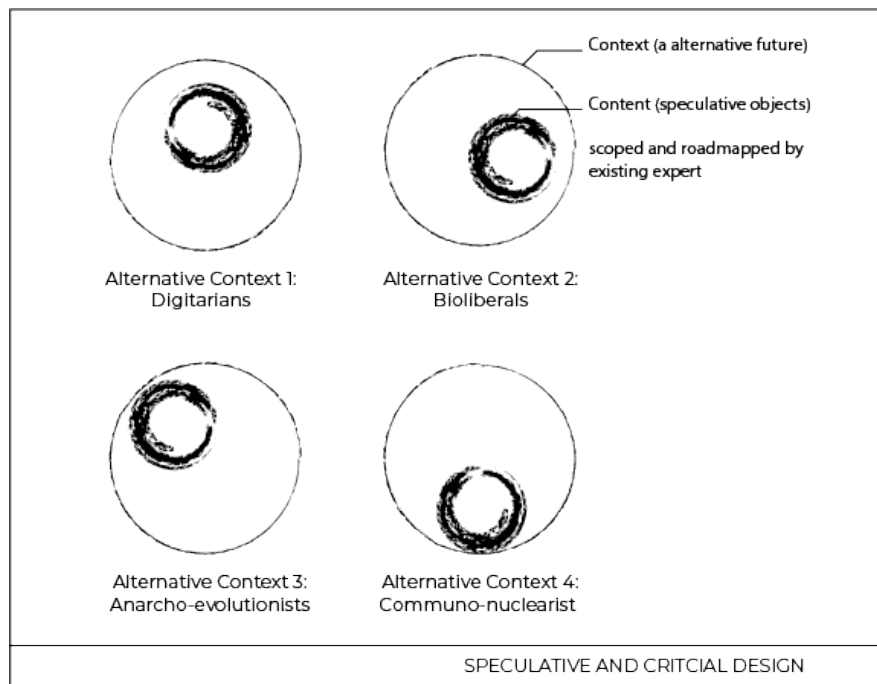 Context (a alternative future)
Content (speculative objects)
scoped and roadmapped by
existing expert
Alternative Context 1:
Digitarians
Alternative Context 2:
Bioliberals
Alternative Context 3:
Anarcho-evolutionists
Alternative Context 4:
Communo-nuclearist
SPECULATIVE AND CRITCIAL DESIGN